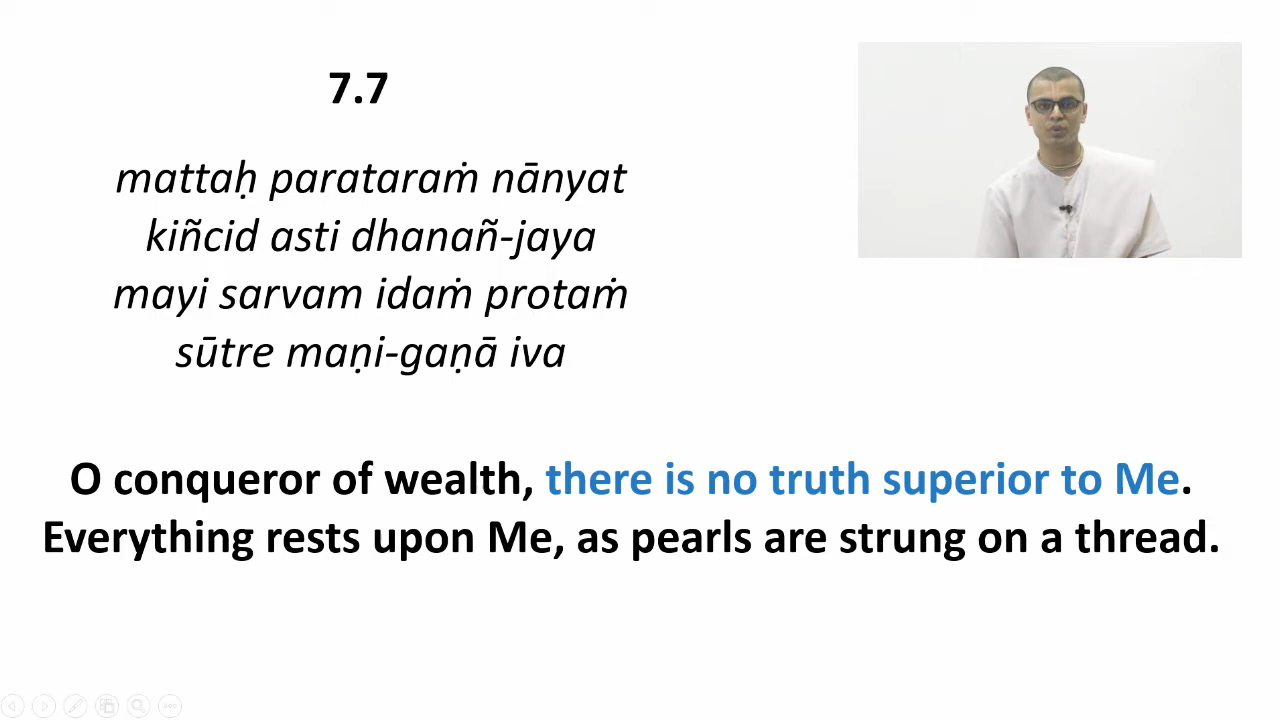 7.7
mattaḥ parataraṁ nānyat
kiñcid asti dhanañ-jaya
mayi sarvam idaṁ protaṁ
sūtre maṇi-gaṇā iva
O conqueror of wealth, there is no truth superior to Me.
Everything rests upon Me, as pearls are strung on a thread.